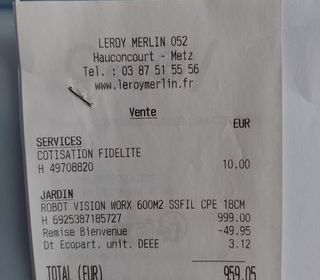 LEROY MERLIN 052
Hauconcourt - Metz
Tel. : 03 87 51 55 56
www.leroymerlin.fr
Vente
EUR
SERVICES
COTISATION FIDELITE
H 49708820 10.00
JARDIN
ROBOT VISION WORX 600M2 SSFIL CPE 18CM
H 6925387185727 999.00
Remise Bienvenue -49.95
Dt Ecopart. unit. DEEE 3.12
TOTAL (EUR) 959.05